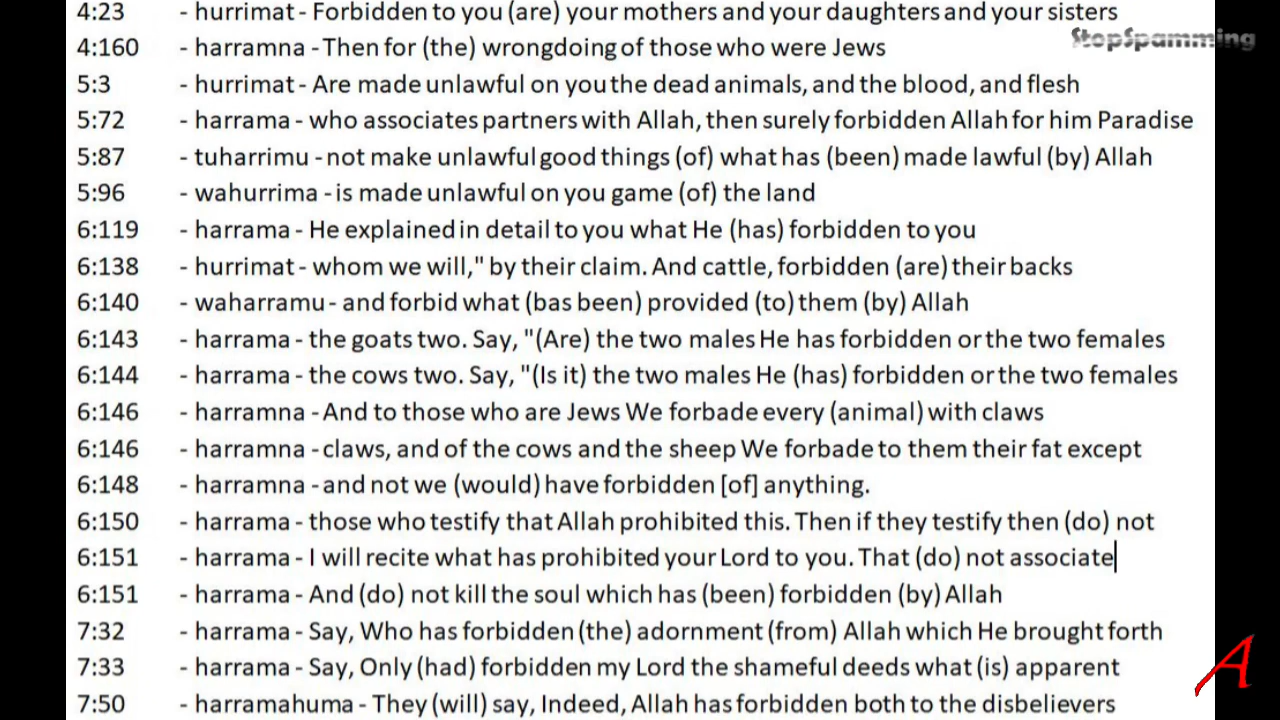 4:23 - hurrimat - Forbidden to you (are) your mothers and your daughters and your sisters
StopSpamming
4:160 - harramna - Then for (the) wrongdoing of those who were Jews
5:3 - hurrimat - Are made unlawful on you the dead animals, and the blood, and flesh
5:72 - harrama - who associates partners with Allah, then surely forbidden Allah for him Paradise
5:87 - tuharrimu - not make unlawful good things (of) what has (been) made lawful (by) Allah
5:96 - wahurrima - is made unlawful on you game (of) the land
6:119 - harrama - He explained in detail to you what He (has) forbidden to you
6:138 - hurrimat - whom we will," by their claim. And cattle, forbidden (are) their backs
6:140 - waharramu - and forbid what (bas been) provided (to) them (by) Allah
6:143 - harrama - the goats two. Say, "(Are) the two males He has forbidden or the two females
6:144 - harrama - the cows two. Say, "(Is it) the two males He (has) forbidden or the two females
6:146 - harramna - And to those who are Jews We forbade every (animal) with claws
6:146 - harramna - claws, and of the cows and the sheep We forbade to them their fat except
6:148 - harramna - and not we (would) have forbidden [of] anything.
6:150 - harrama - those who testify that Allah prohibited this. Then if they testify then (do) not
6:151 - harrama - I will recite what has prohibited your Lord to you. That (do) not associate
6:151 - harrama - And (do) not kill the soul which has (been) forbidden (by) Allah
7:32 - harrama - Say, Who has forbidden (the) adornment (from) Allah which He brought forth
7:33 - harrama - Say, Only (had) forbidden my Lord the shameful deeds what (is) apparent
A
7:50 - harramahuma - They (will) say, Indeed, Allah has forbidden both to the disbelievers